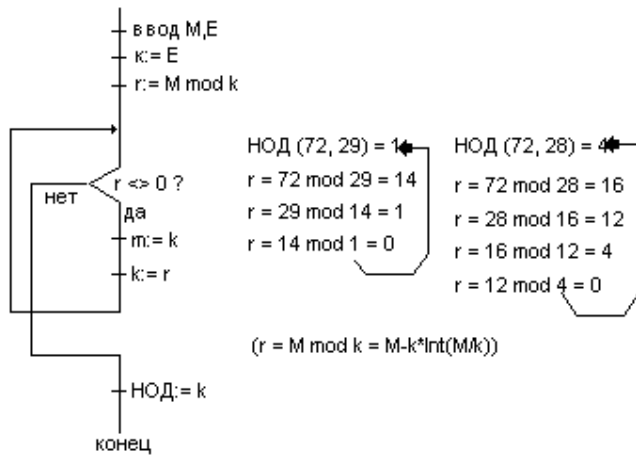 ввод M,E
к:= E
r:= M mod k
r <> 0 ?
нет
да
m:= k
k:= r
НОД:= k
конец
НОД (72, 29) = 1
r = 72 mod 29 = 14
r = 29 mod 14 = 1
r = 14 mod 1 = 0
НОД (72, 28) = 4
r = 72 mod 28 = 16
r = 28 mod 16 = 12
r = 16 mod 12 = 4
r = 12 mod 4 = 0
(r = M mod k = M-k*Int(M/k))